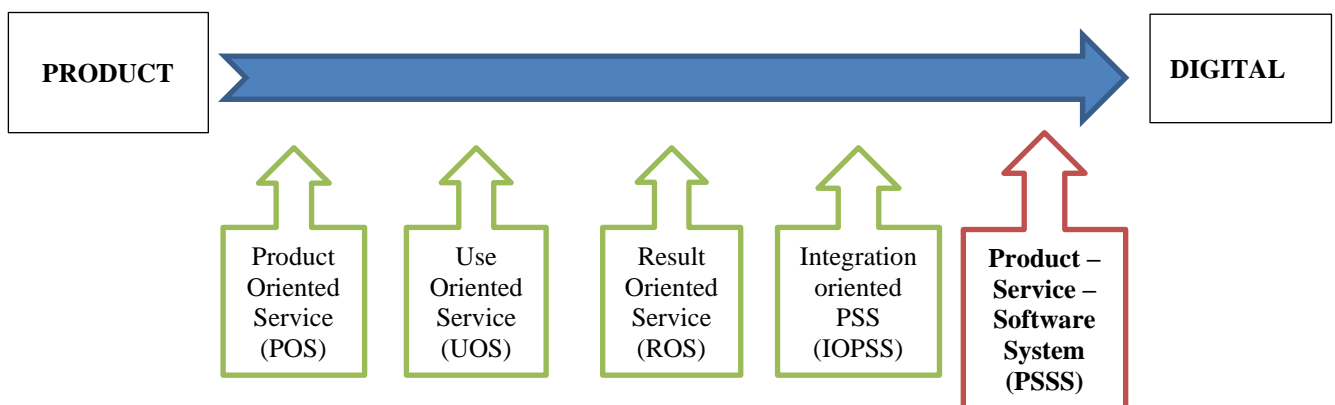 PRODUCT
DIGITAL
Product
Oriented
Service
(POS)
Use
Oriented
Service
(UOS)
Result
Oriented
Service
(ROS)
Integration
oriented
PSS
(IOPSS)
Product –
Service –
Software
System
(PSSS)